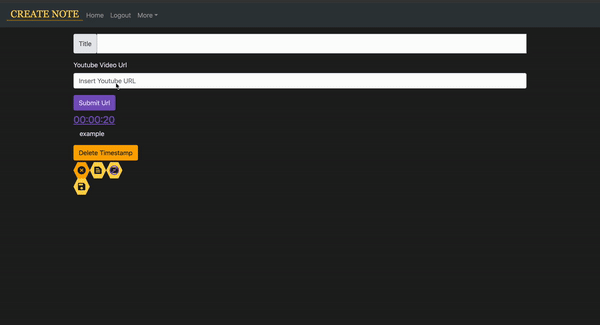 CREATE NOTE Home Logout More
Title
Youtube Video Url
Insert Youtube URL
Submit Url
00:00:20
example
Delete Timestamp